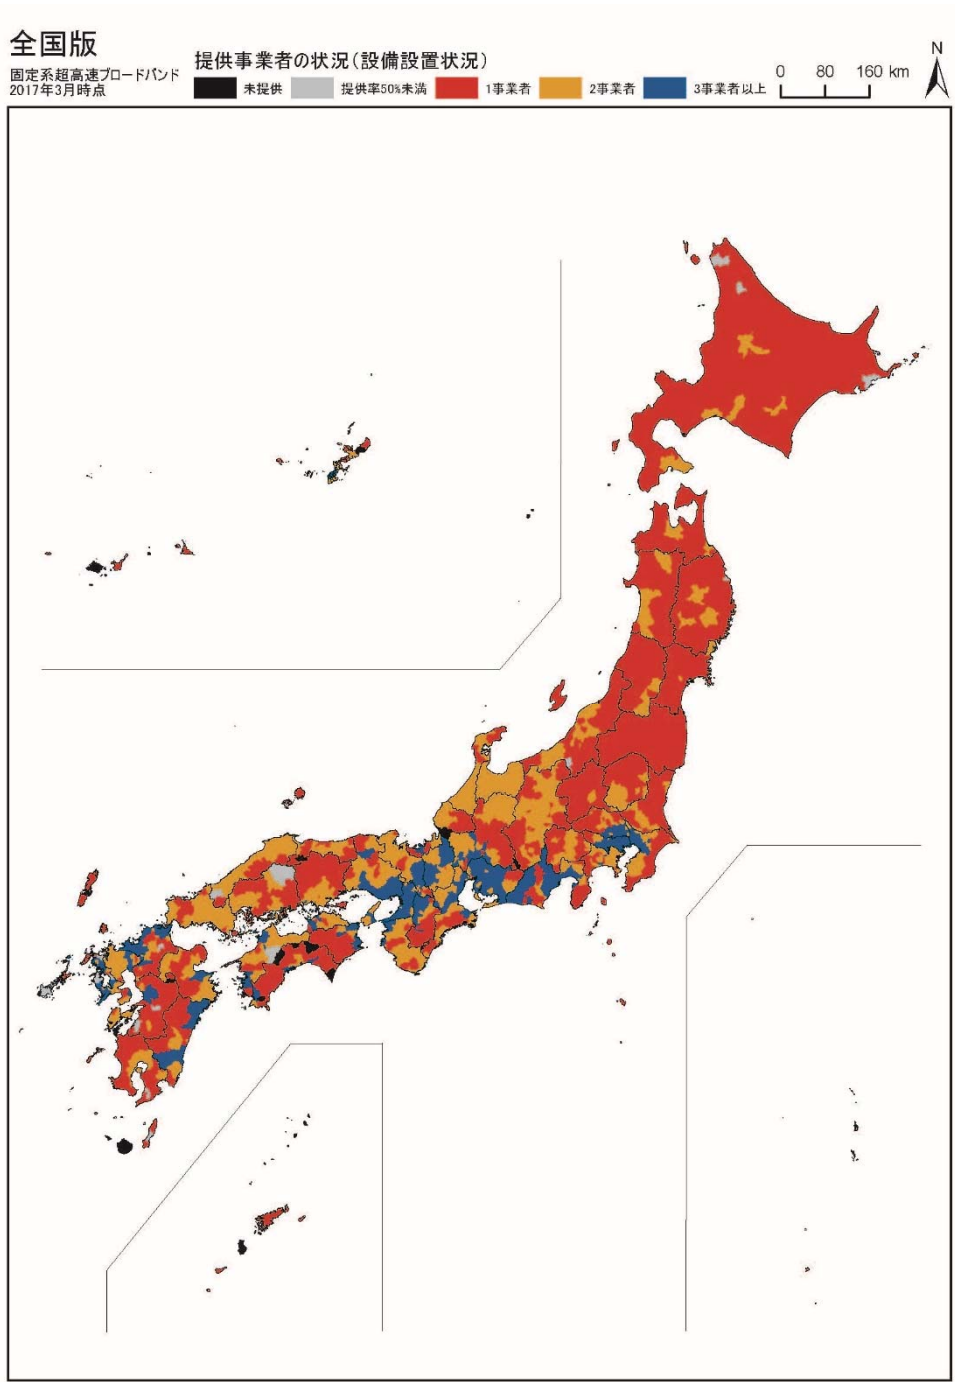 全国版
固定系超高速ブロードバンド
2017年3月時点
提供事業者の状況(設備設置状況)
未提供 提供率50%未満 1事業者 2事業者 3事業者以上
0 80 160 km
N